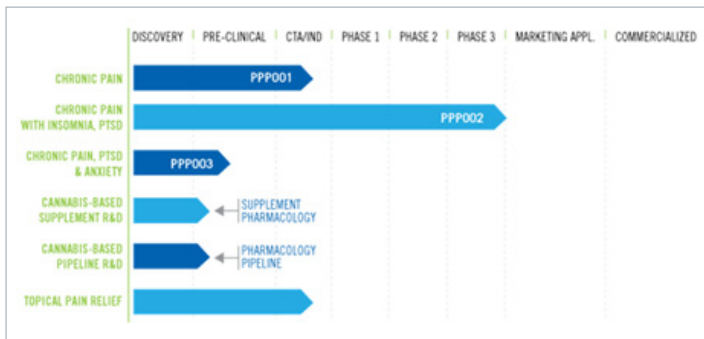 DISCOVERY PRE-CLINICAL CTA/IND PHASE 1 PHASE 2 PHASE 3 MARKETING APPL. COMMERCIALIZED
CHRONIC PAIN
PPP001
CHRONIC PAIN
WITH INSOMNIA, PTSD
PPP002
CHRONIC PAIN, PTSD
& ANXIETY
PPP003
CANNABIS-BASED
SUPPLEMENT R&D
SUPPLEMENT
PHARMACOLOGY
CANNABIS-BASED
PIPELINE R&D
PHARMACOLOGY
PIPELINE
TOPICAL PAIN RELIEF